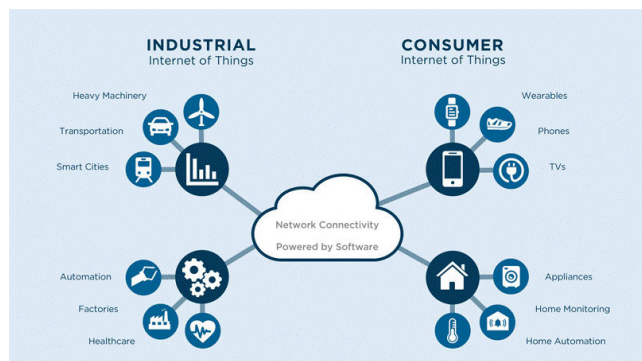 INDUSTRIAL
Internet of Things
Heavy Machinery
Transportation
Smart Cities
CONSUMER
Internet of Things
Wearables
Phones
TVs
Network Connectivity
Powered by Software
Automation
Factories
Healthcare
Appliances
Home Monitoring
Home Automation